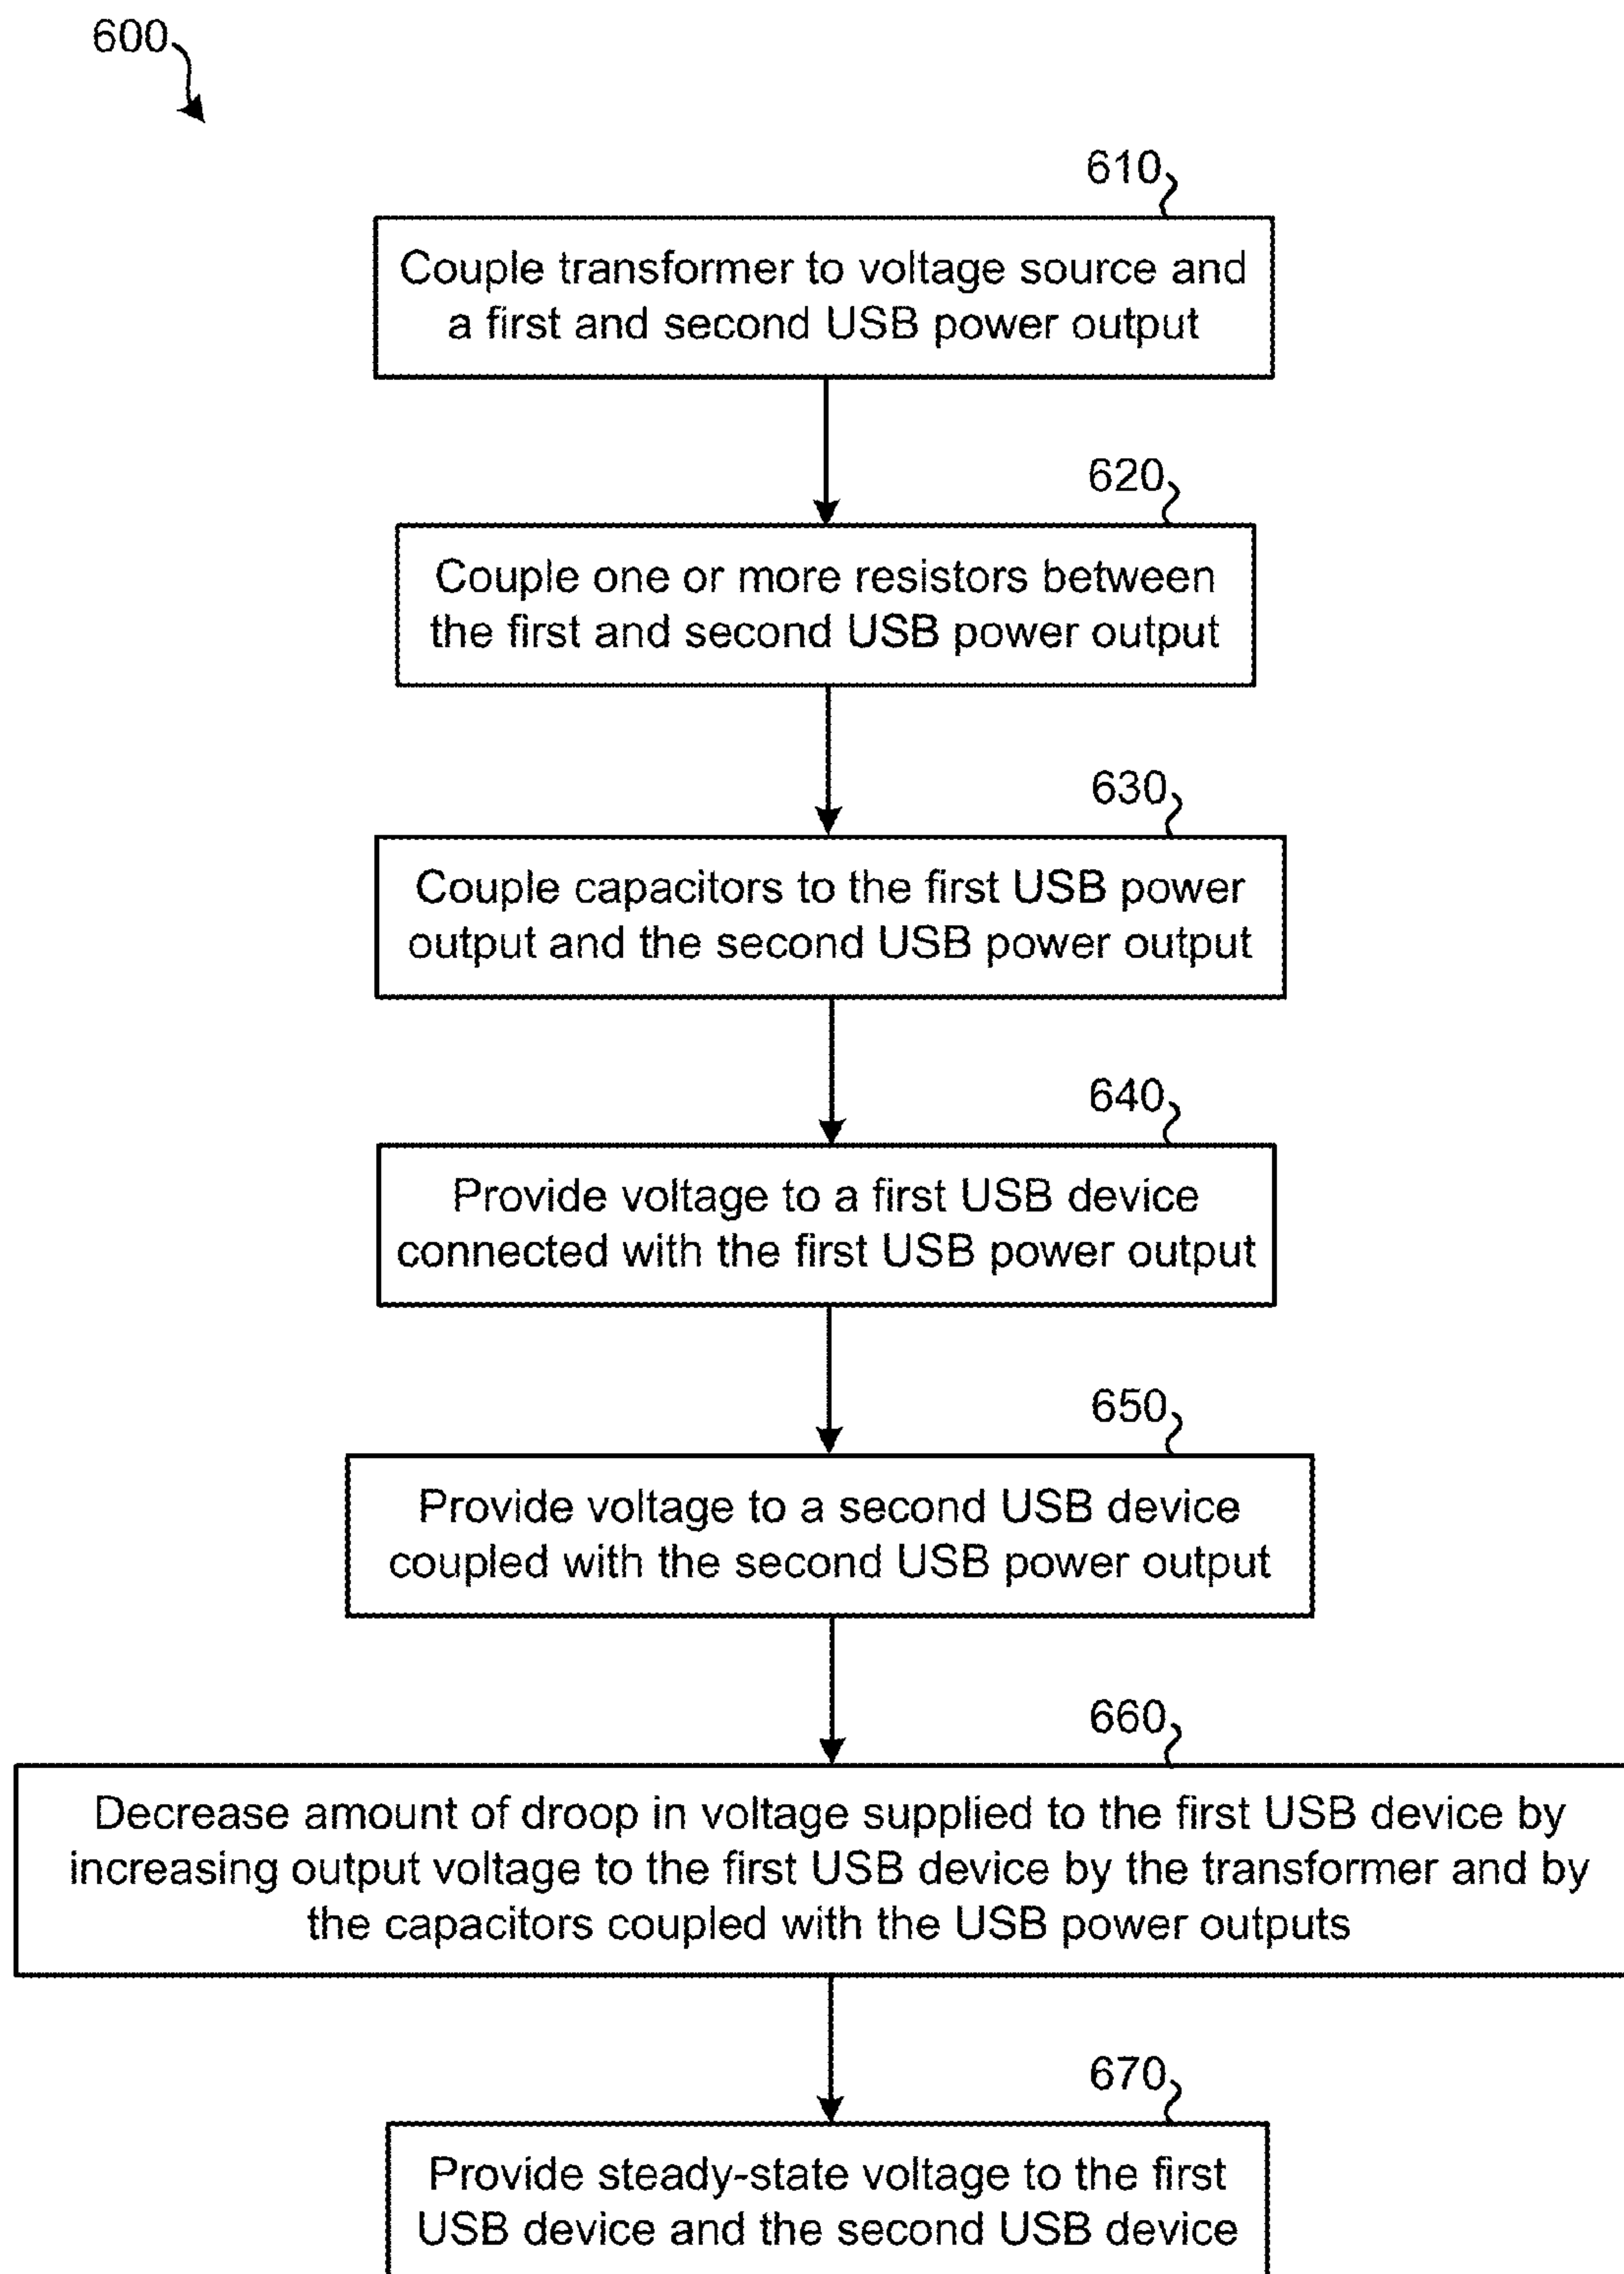 600
610
Couple transformer to voltage source and
a first and second USB power output
620
Couple one or more resistors between
the first and second USB power output
630
Couple capacitors to the first USB power
output and the second USB power output
640
Provide voltage to a first USB device
connected with the first USB power output
650
Provide voltage to a second USB device
coupled with the second USB power output
660
Decrease amount of droop in voltage supplied to the first USB device by
increasing output voltage to the first USB device by the transformer and by
the capacitors coupled with the USB power outputs
670
Provide steady-state voltage to the first
USB device and the second USB device